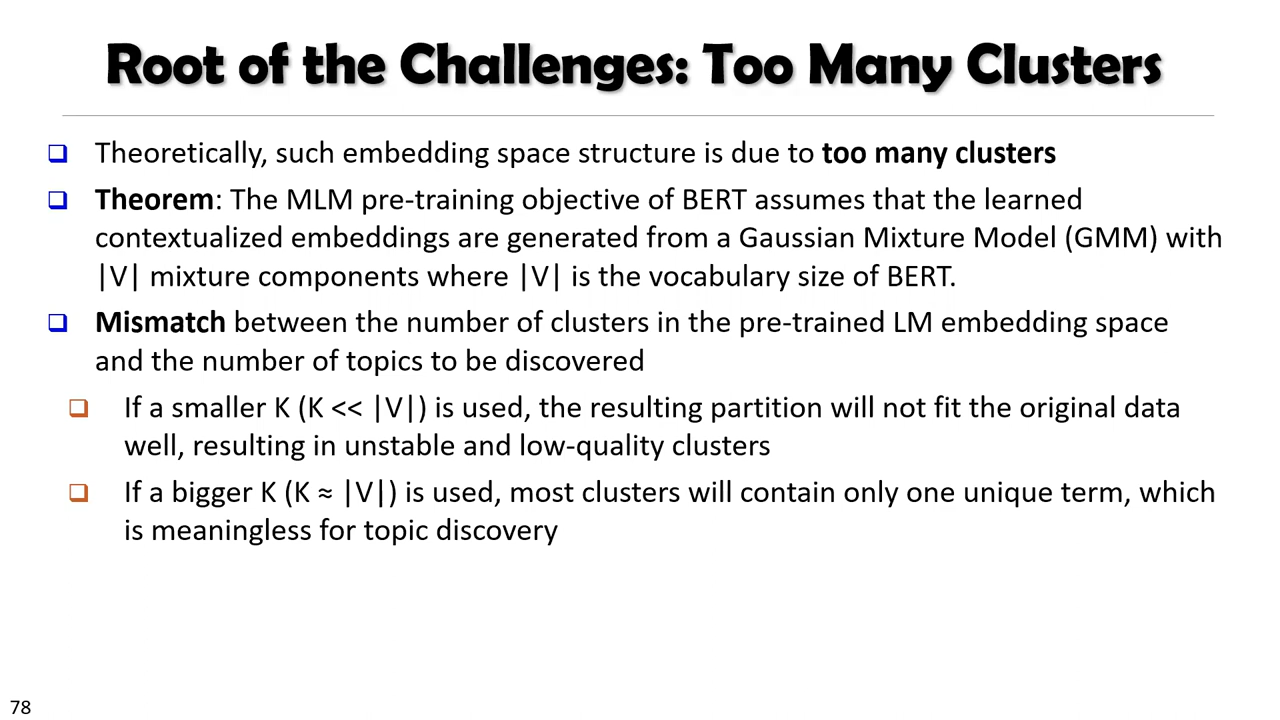 Root of the Challenges: Too Many Clusters
Theoretically, such embedding space structure is due to too many clusters
Theorem: The MLM pre-training objective of BERT assumes that the learned
contextualized embeddings are generated from a Gaussian Mixture Model (GMM) with
|V| mixture components where |V| is the vocabulary size of BERT.
Mismatch between the number of clusters in the pre-trained LM embedding space
and the number of topics to be discovered
If a smaller K (K << |V|) is used, the resulting partition will not fit the original data
well, resulting in unstable and low-quality clusters
If a bigger K (K ≈ |V|) is used, most clusters will contain only one unique term, which
is meaningless for topic discovery
78